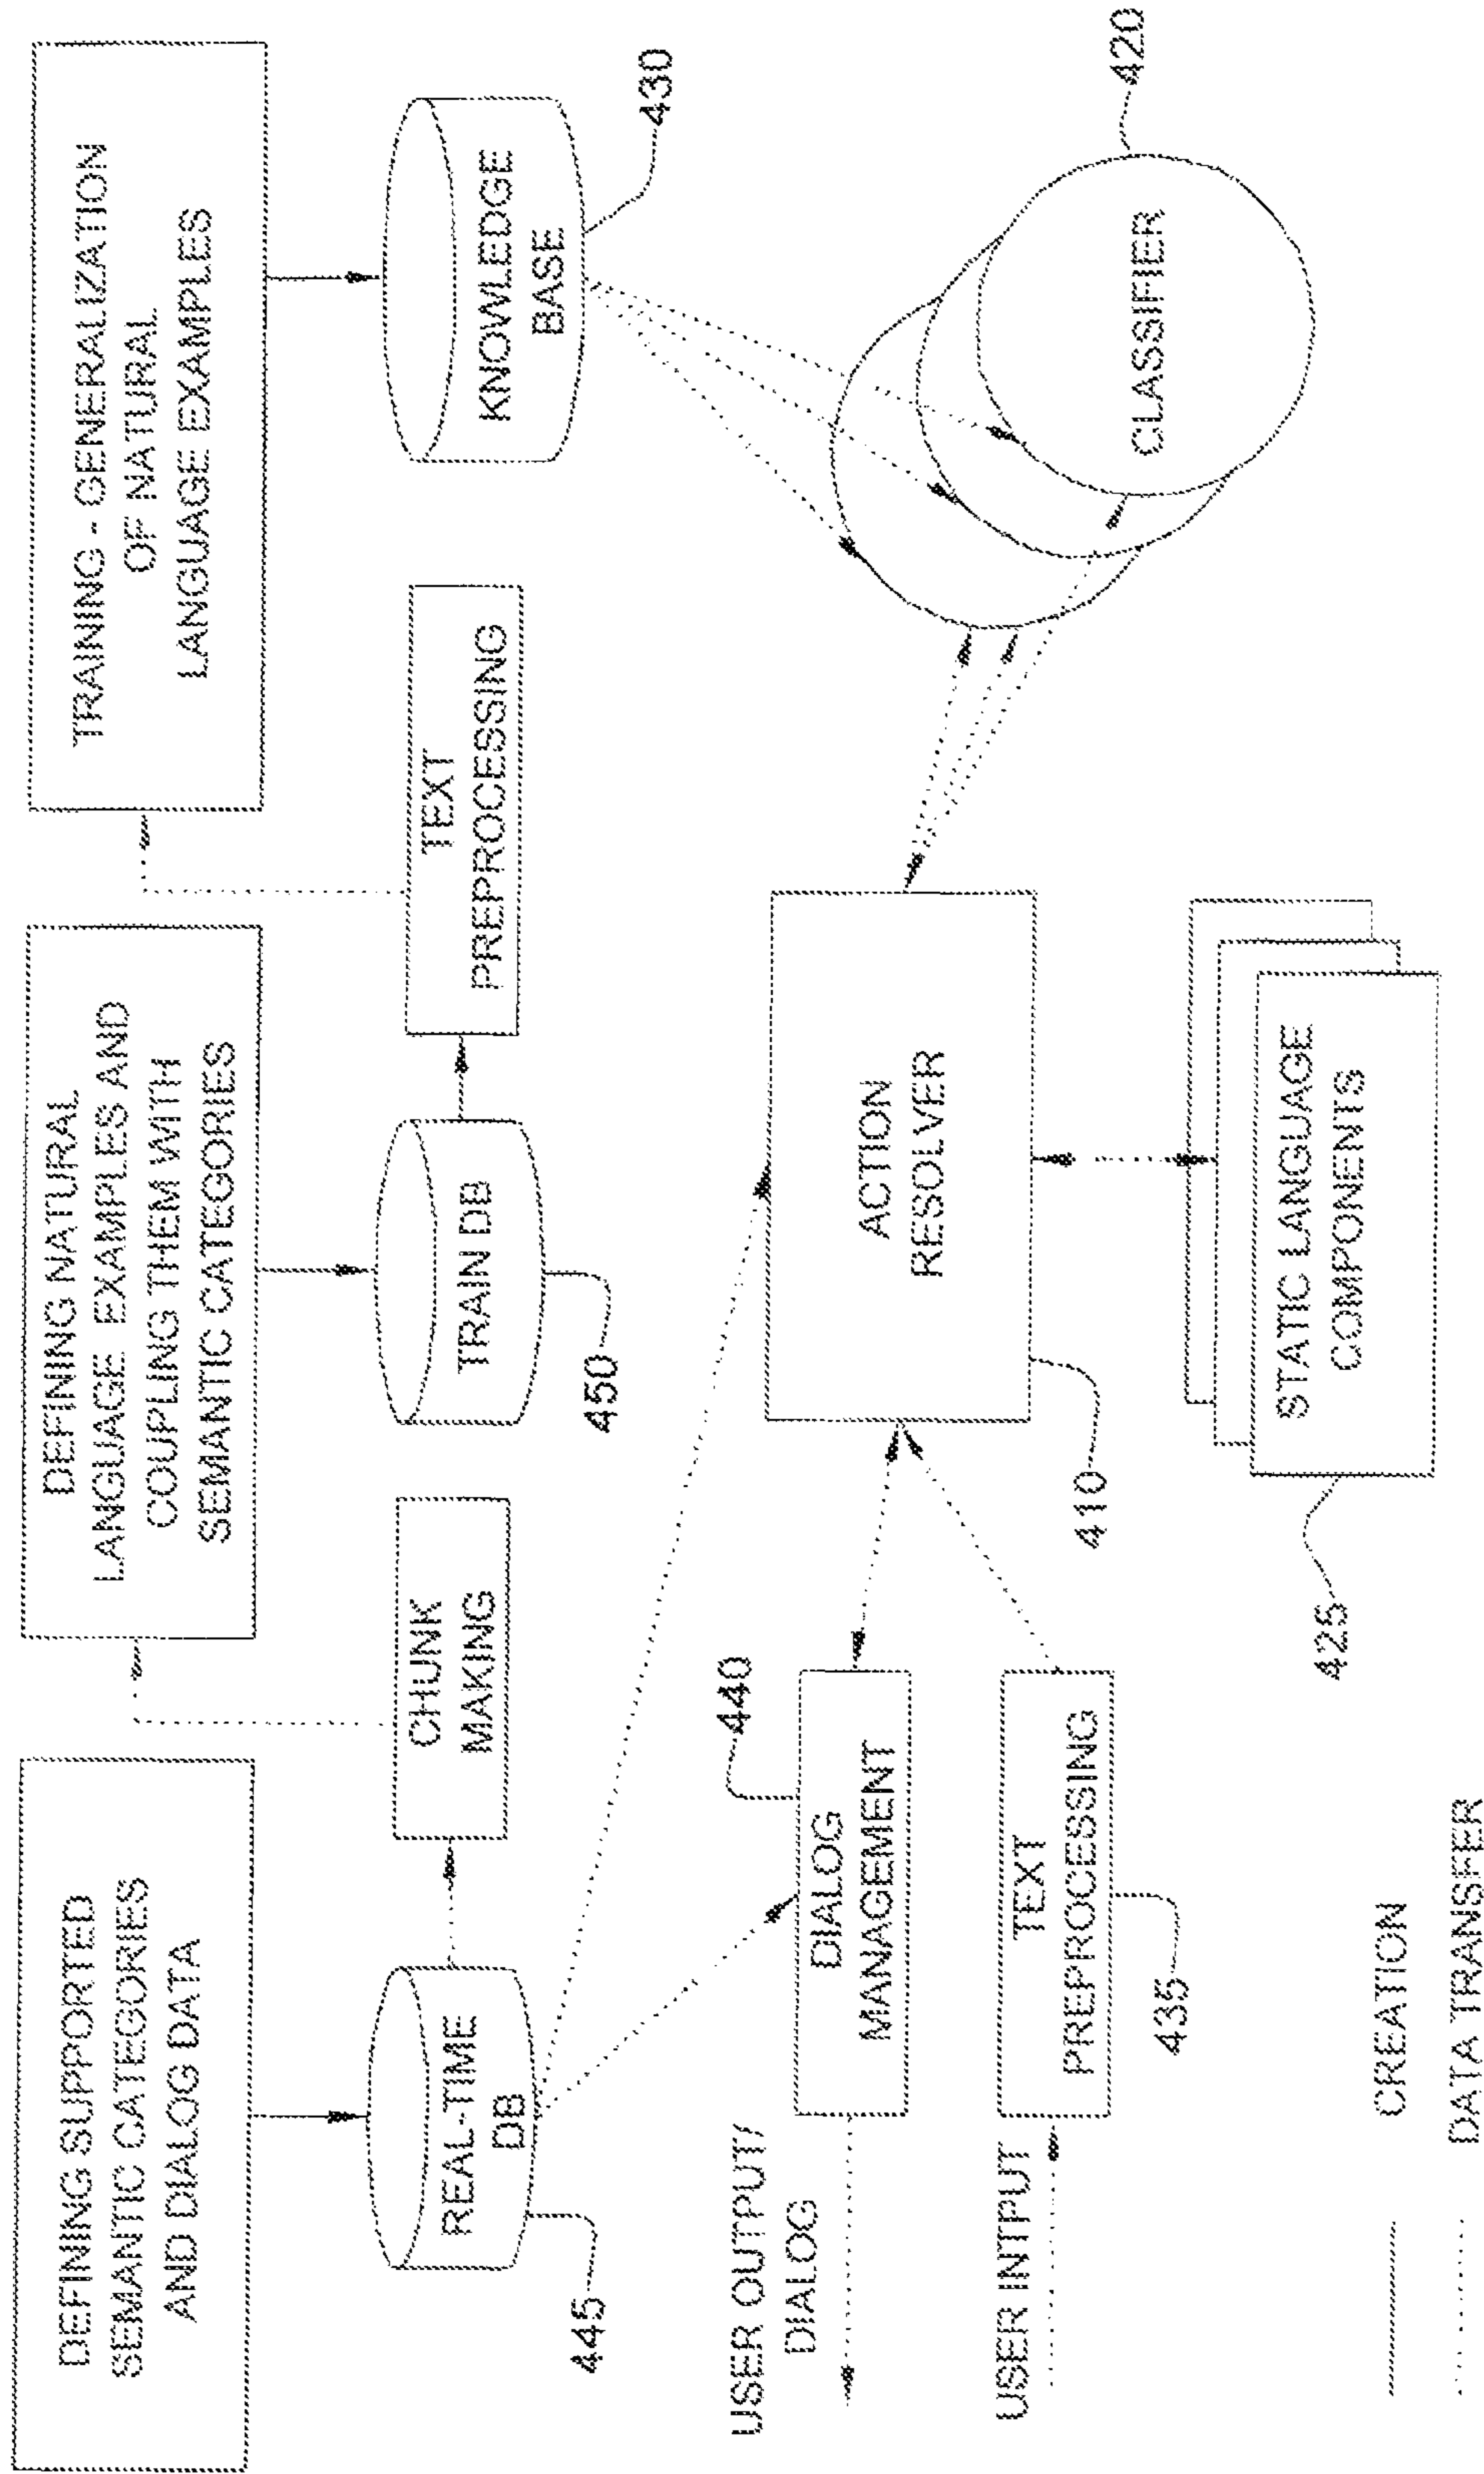 DEFINING SUPPORTED
SEMANTIC CATEGORIES
AND DIALOG DATA
DEFINING NATURAL
LANGUAGE EXAMPLES AND
COUPLING THEM WITH
SEMANTIC CATEGORIES
TRAINING - GENERALIZATION
OF NATURAL
LANGUAGE EXAMPLES
REAL-TIME
DB
445
CHUNK
MAKING
TRAIN DB
450
TEXT
PREPROCESSING
KNOWLEDGE
BASE
430
USER OUTPUT/
DIALOG
440
DIALOG
MANAGEMENT
ACTION
RESOLVER
410
USER INTPUT
TEXT
PREPROCESSING
435
CLASSIFIER
420
STATIC LANGUAGE
COMPONENTS
425
CREATION
DATA TRANSFER